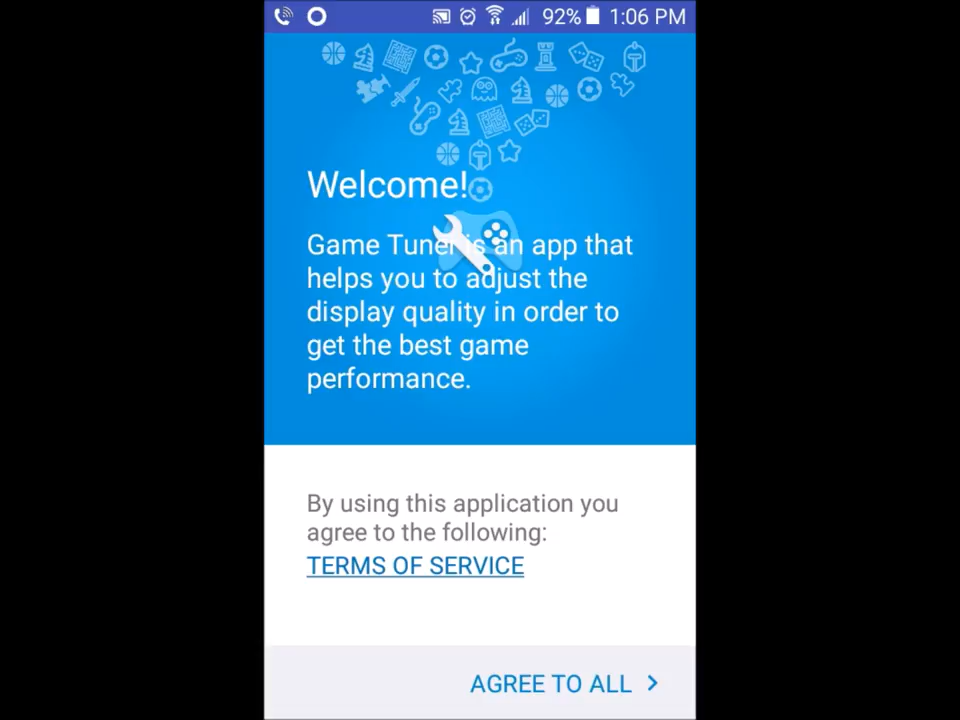 92% 1:06 PM
Welcome!
Game Tuner is an app that
helps you to adjust the
display quality in order to
get the best game
performance.
By using this application you
agree to the following:
TERMS OF SERVICE
AGREE TO ALL